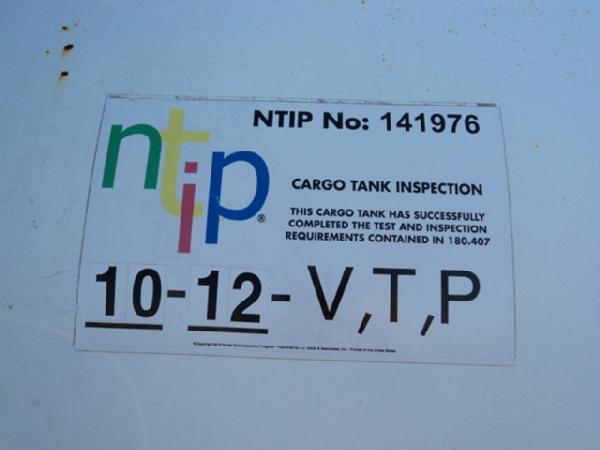 ntip®
NTIP No: 141976
CARGO TANK INSPECTION
THIS CARGO TANK HAS SUCCESSFULLY
COMPLETED THE TEST AND INSPECTION
REQUIREMENTS CONTAINED IN 180.407
10-12-V,T,P